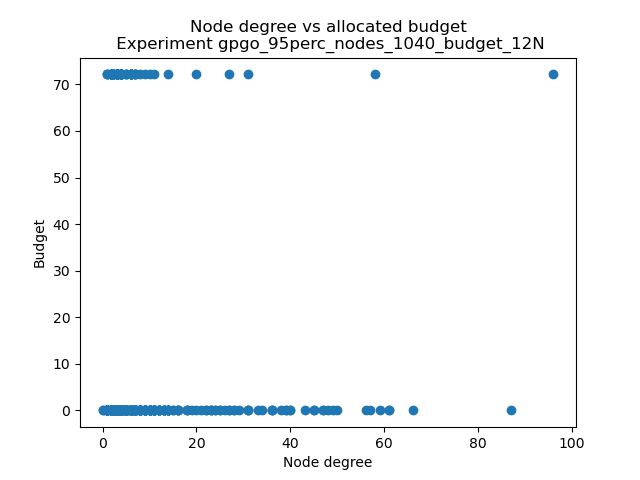 Node degree vs allocated budget
Experiment gpgo_95perc_nodes_1040_budget_12N
70
60
50
40
30
20
10
0
Budget
0 20 40 60 80 100
Node degree